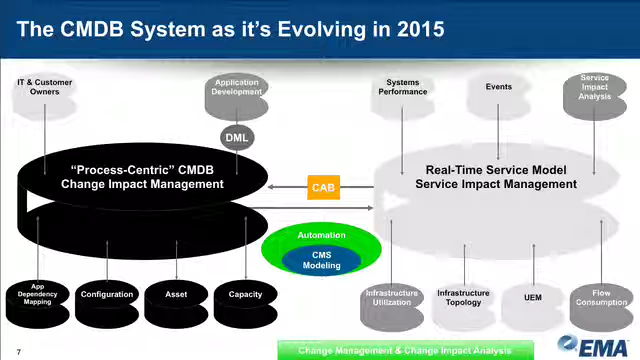 The CMDB System as it's Evolving in 2015
IT & Customer
Owners
Application
Development
Systems
Performance
Events
Service
Impact
Analysis
DML
"Process-Centric" CMDB
Change Impact Management
CAB
Real-Time Service Model
Service Impact Management
Automation
CMS
Modeling
App
Dependency
Mapping
Configuration
Asset
Capacity
Infrastructure
Utilization
Infrastructure
Topology
UEM
Flow
Consumption
7
Change Management & Change Impact Analysis
EMA